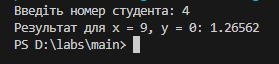 Введіть номер студента: 4
Результат для x = 9, y = 0: 1.26562
PS D:\labs\main>